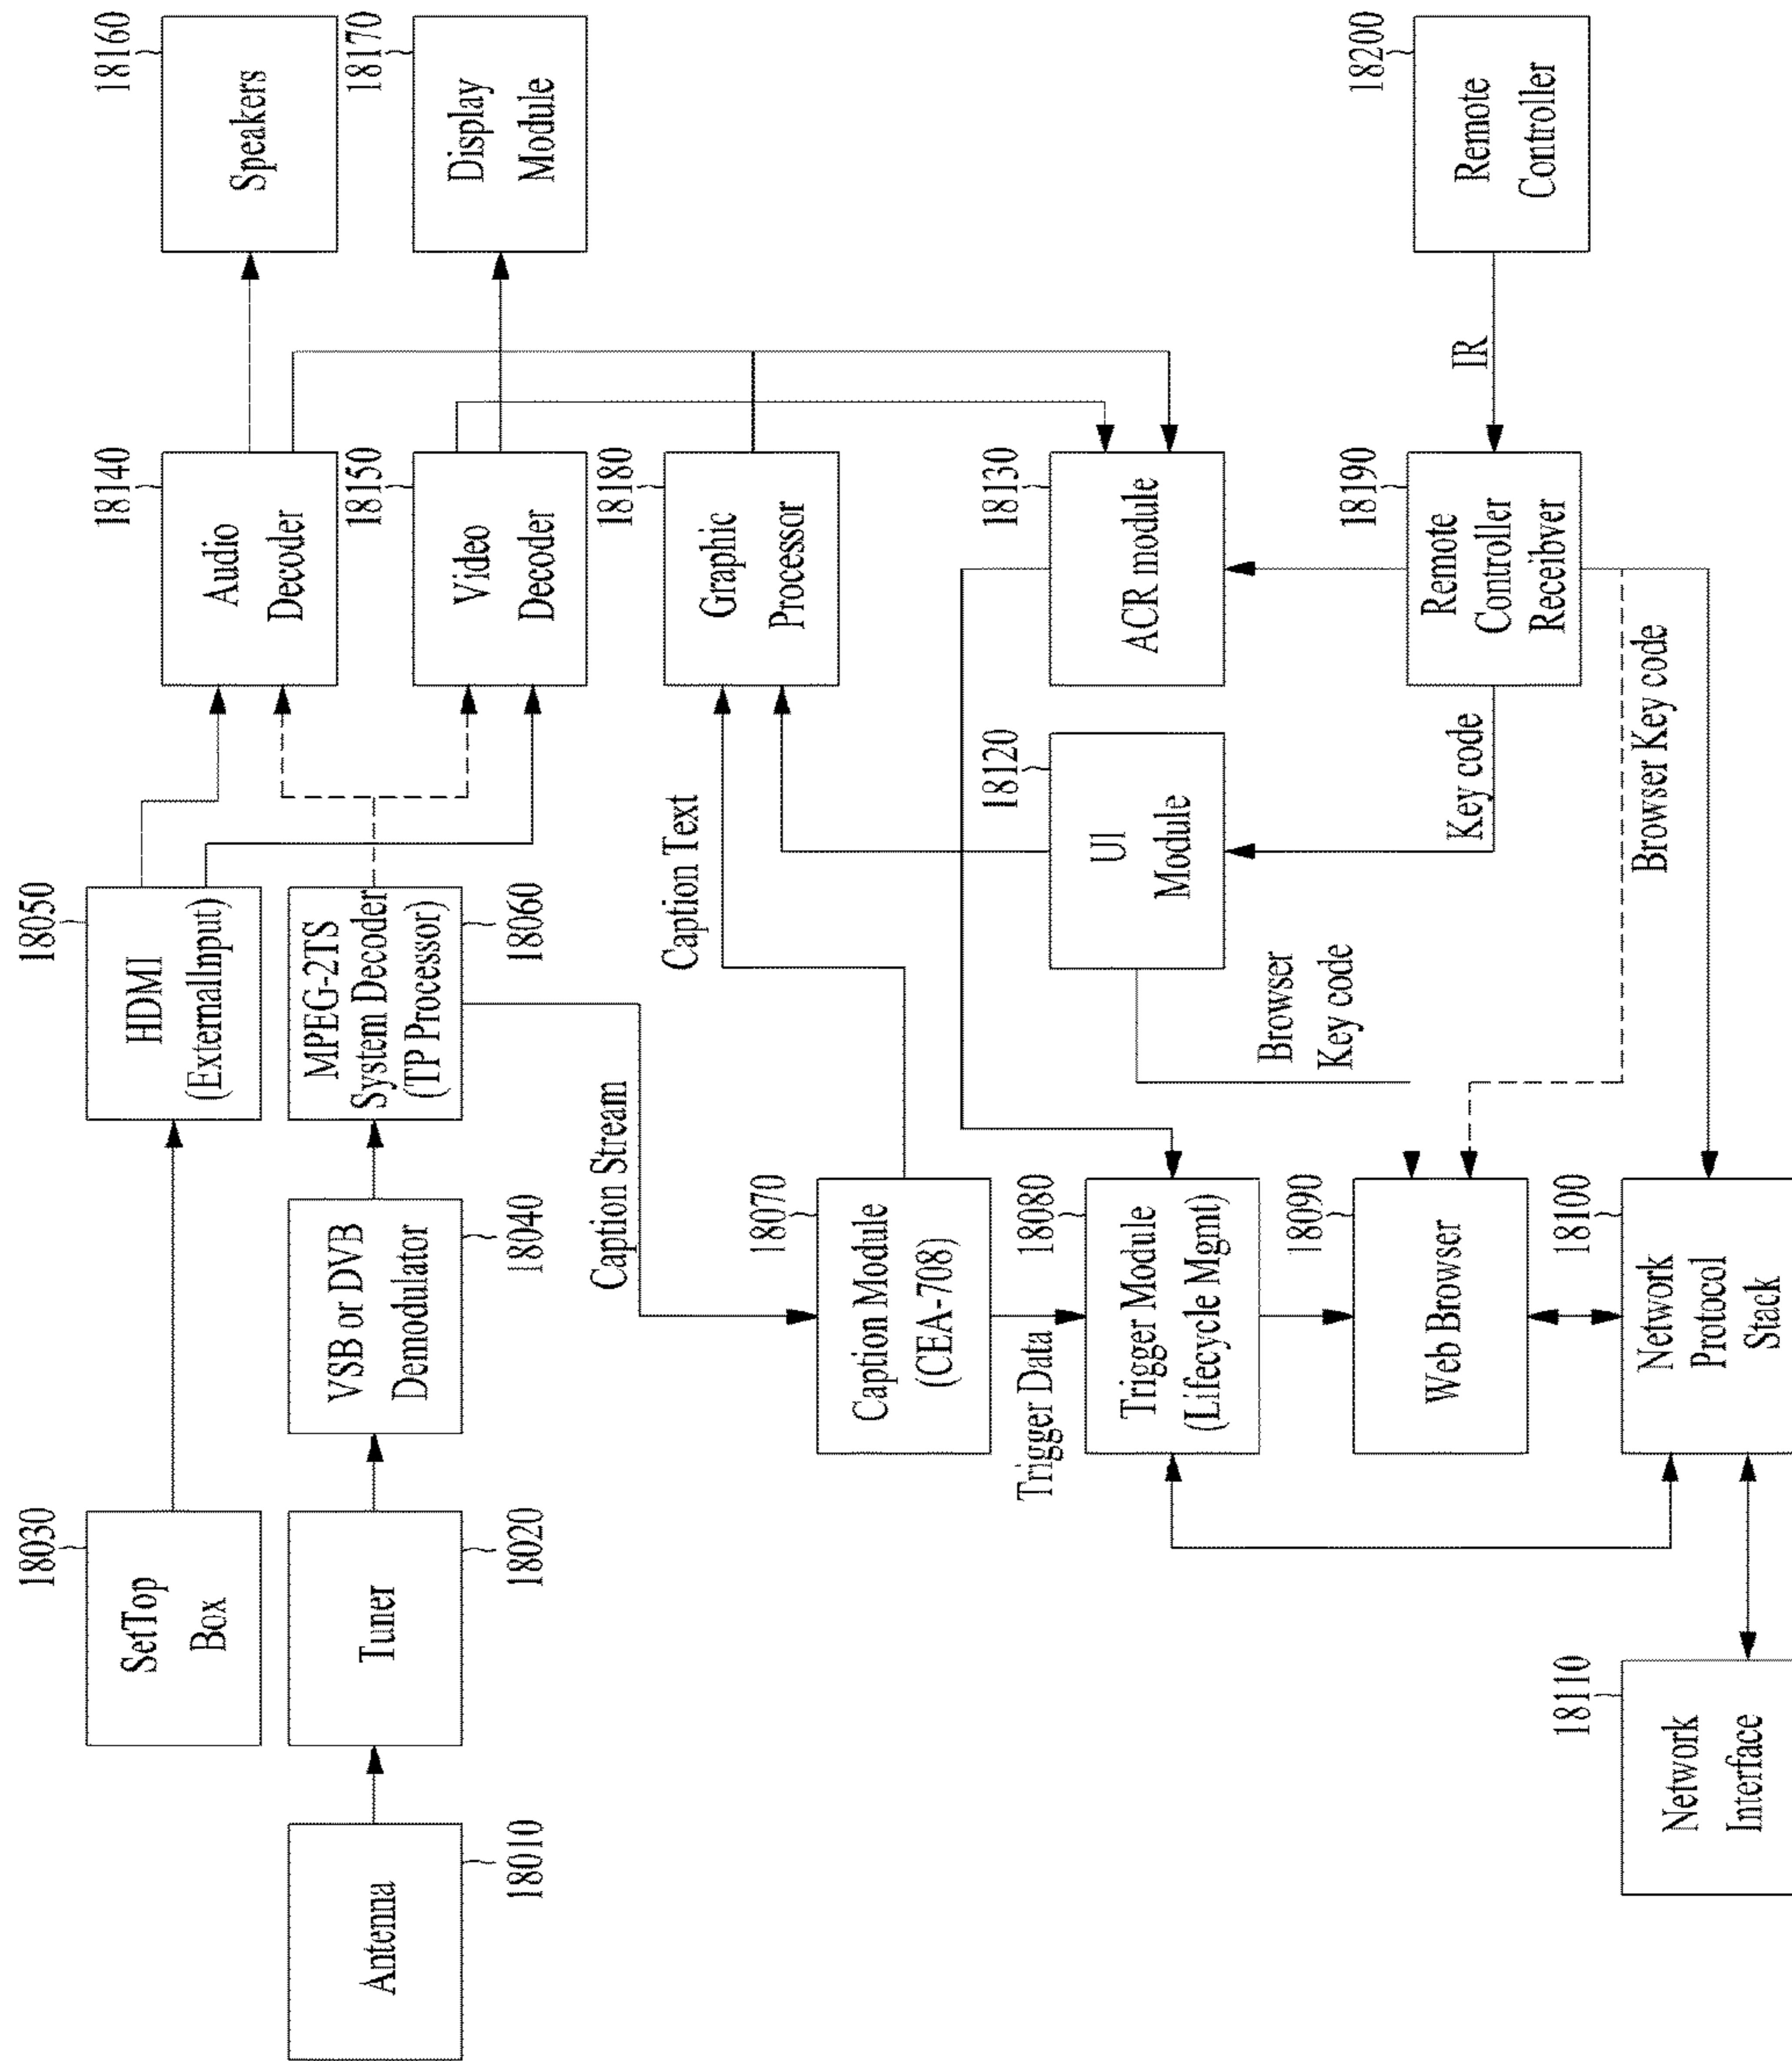 18030
SetTop
Box
18050
HDMI
(ExternalInput)
18140
Audio
Decoder
18160
Speakers
Antenna
18010
Tuner
18020
VSB or DVB
Demodulator
18040
MPEG-2TS
System Decoder
(TP Processor)
18060
18150
Video
Decoder
18170
Display
Module
Caption Stream
Caption Text
18180
Graphic
Processor
18070
Caption Module
(CEA-708)
Trigger Data
18080
Trigger Module
(Lifecycle Mgmt)
18120
UI
Module
18130
ACR module
Browser
Key code
18090
Web Browser
Key code
18190
Remote
Controller
Receibver
IR
18200
Remote
Controller
Browser Key code
18110
Network
Interface
18100
Network
Protocol
Stack